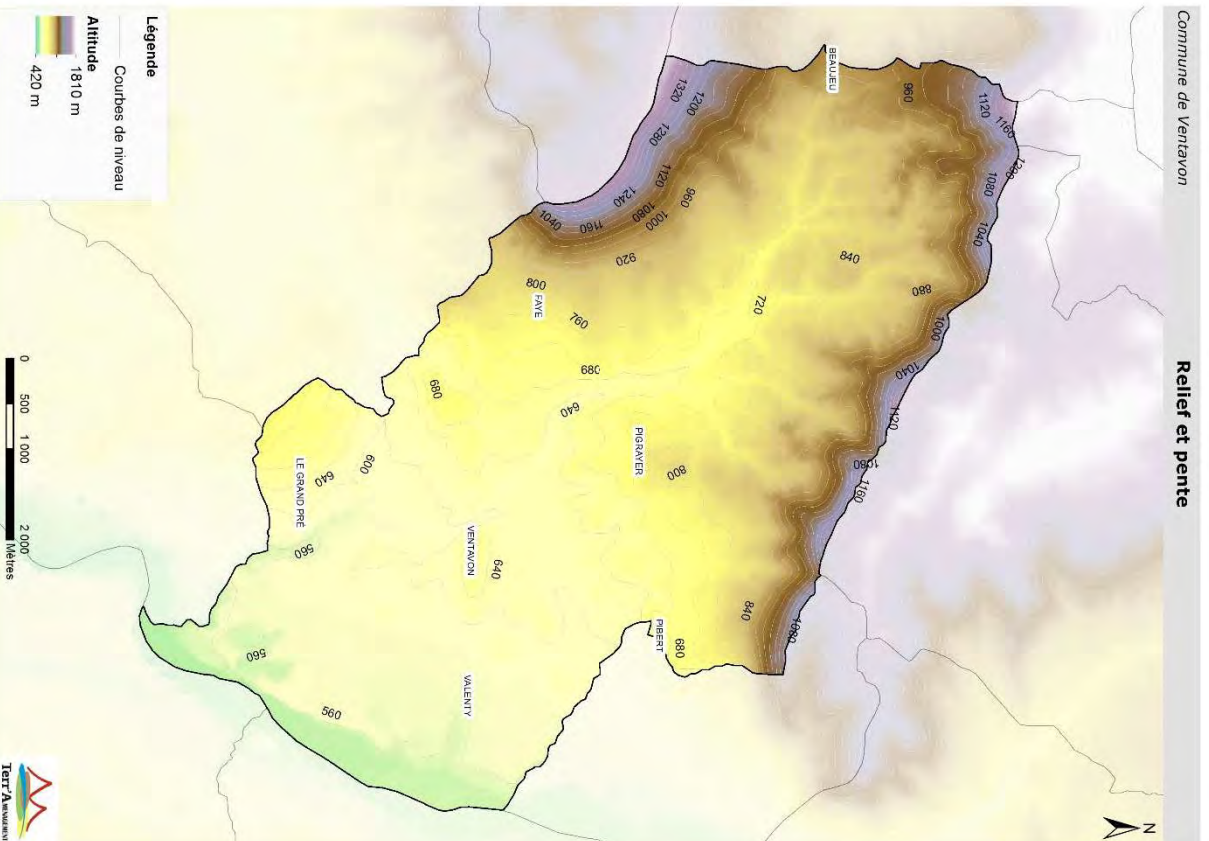 Commune de Ventavon
Relief et pente
N
1120
1160
1200
1080
1040
960
BEAUJEU
880
1000
840
1040
1320
1200
1280
1120
1120
720
960
1080
1160
1240
1080
1000
1040
1160
920
800
FAYE
760
680
640
PIGRAYER
800
840
1080
680
PIBERT
680
600
640
LE GRAND PRÉ
560
VENTAVON
640
VALENTY
560
560
Légende
Courbes de niveau
Altitude
1810 m
420 m
0 500 1 000 2 000
Mètres
Terr'Aménagement